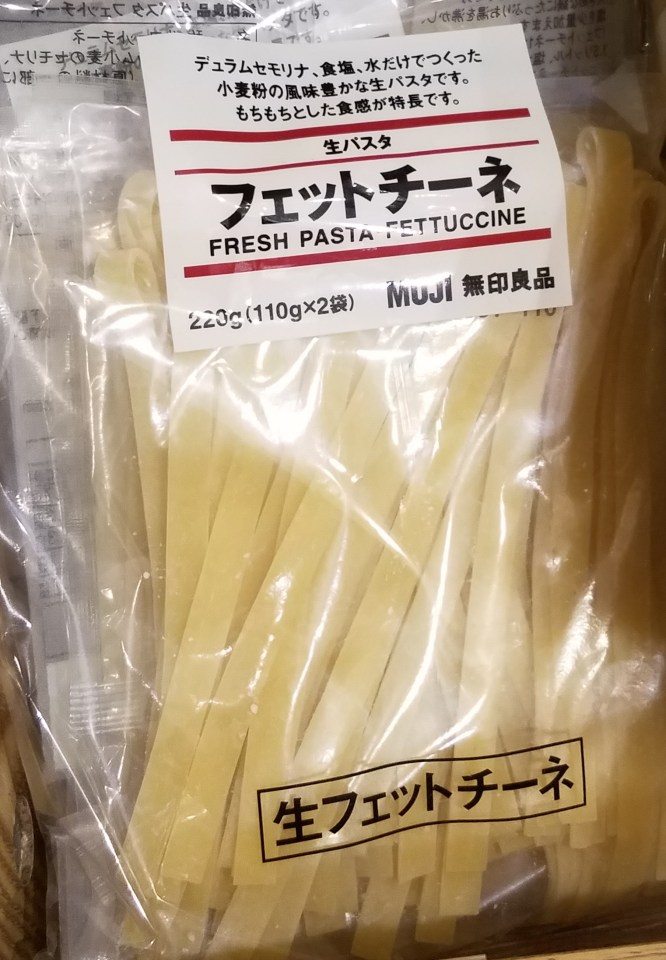 デュラムセモリナ、食塩、水だけでつくった
小麦粉の風味豊かな生パスタです。
もちもちとした食感が特長です。
生パスタ
フェットチーネ
FRESH PASTA FETTUCCINE
220g(110g×2袋) MUJI 無印良品
生フェットチーネ